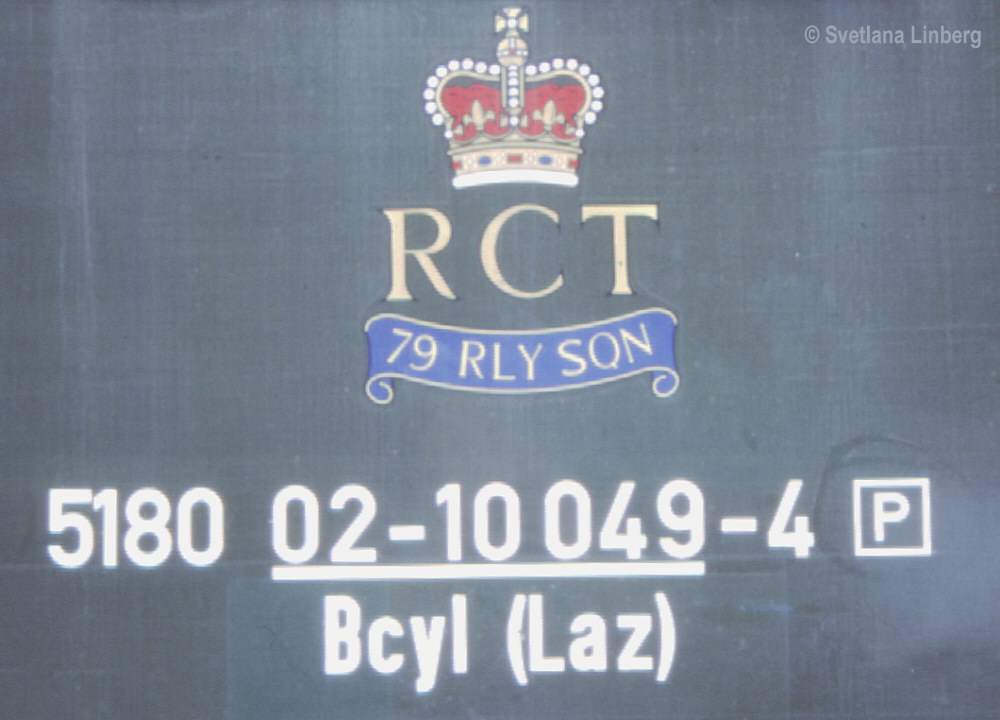 © Svetlana Linberg
RCT
79 RLY SQN
5180 02-10 049-4 P
Bcyl (Laz)